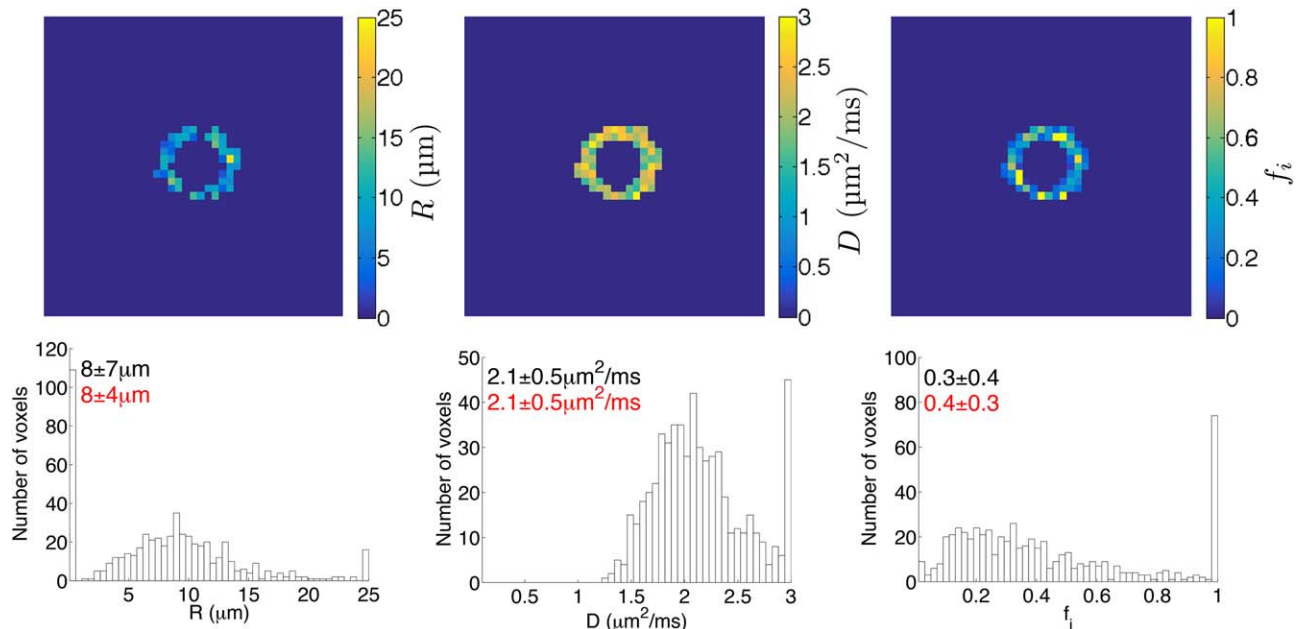 25
20
15
10
5
0
R (µm)
3
2.5
2
1.5
1
0.5
0
D (µm²/ms)
1
0.8
0.6
0.4
0.2
0
f_i
120
100
80
60
40
20
0
Number of voxels
8±7µm
8±4µm
5 10 15 20 25
R (µm)
50
40
30
20
10
0
Number of voxels
2.1±0.5µm²/ms
2.1±0.5µm²/ms
0.5 1 1.5 2 2.5 3
D (µm²/ms)
100
80
60
40
20
0
Number of voxels
0.3±0.4
0.4±0.3
0.2 0.4 0.6 0.8 1
f_i